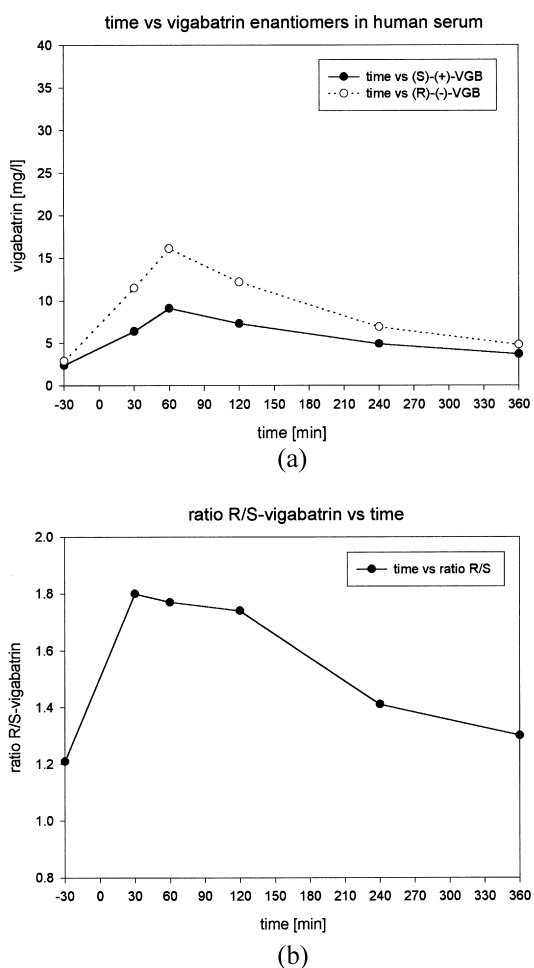 time vs vigabatrin enantiomers in human serum
40
35
30
25
20
15
10
5
0
vigabatrin [mg/l]
time vs (S)-(+)-VGB
time vs (R)-(-)-VGB
-30 0 30 60 90 120 150 180 210 240 270 300 330 360
time [min]
(a)
ratio R/S-vigabatrin vs time
2.0
1.8
1.6
1.4
1.2
1.0
0.8
ratio R/S-vigabatrin
time vs ratio R/S
-30 0 30 60 90 120 150 180 210 240 270 300 330 360
time [min]
(b)